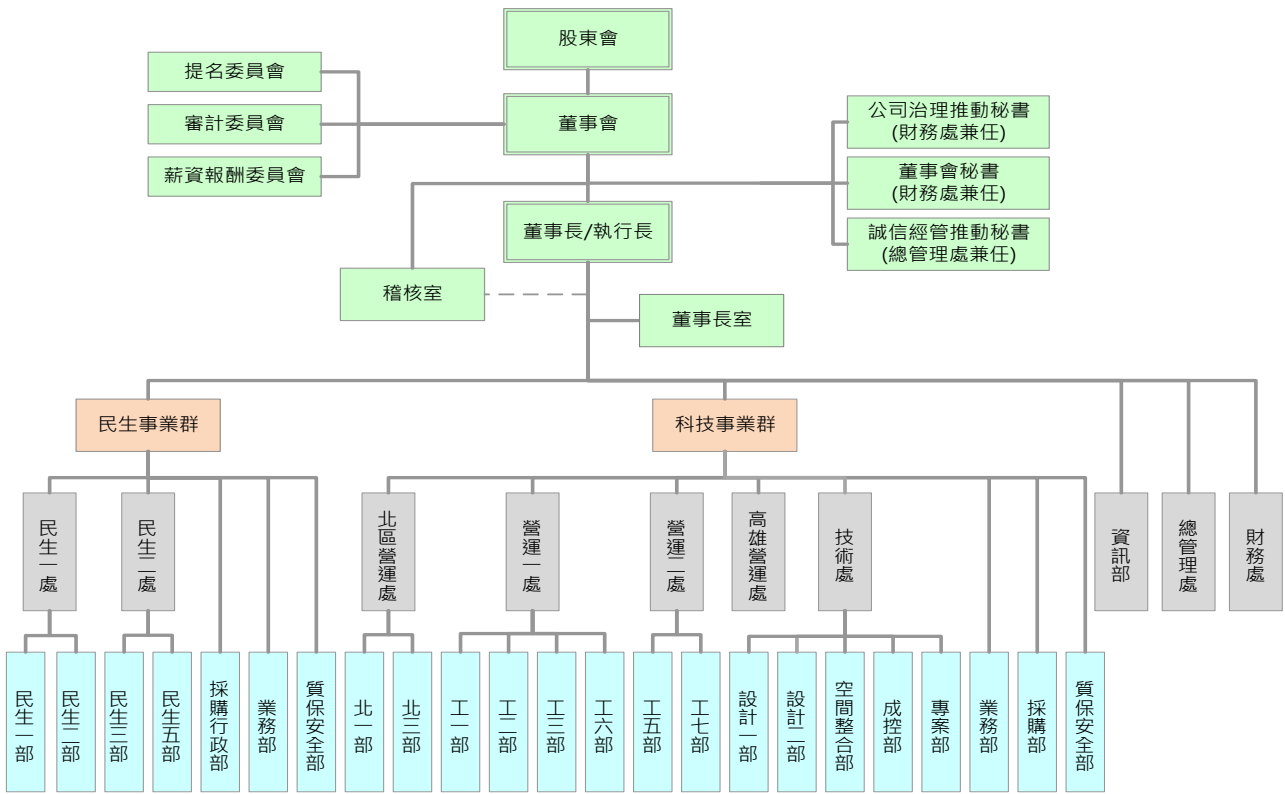 股東會
提名委員會
審計委員會
薪資報酬委員會
董事會
公司治理推動秘書
(財務處兼任)
董事會秘書
(財務處兼任)
誠信經管推動秘書
(總管理處兼任)
董事長/執行長
稽核室
董事長室
民生事業群
科技事業群
民生一處
民生二處
北區營運處
營運一處
營運二處
高雄營運處
技術處
資訊部
總管理處
財務處
民生一部
民生二部
民生三部
民生五部
採購行政部
業務部
質保安全部
北一部
北三部
工一部
工二部
工三部
工六部
工五部
工七部
設計一部
設計二部
空間整合部
成控部
專案部
業務部
採購部
質保安全部